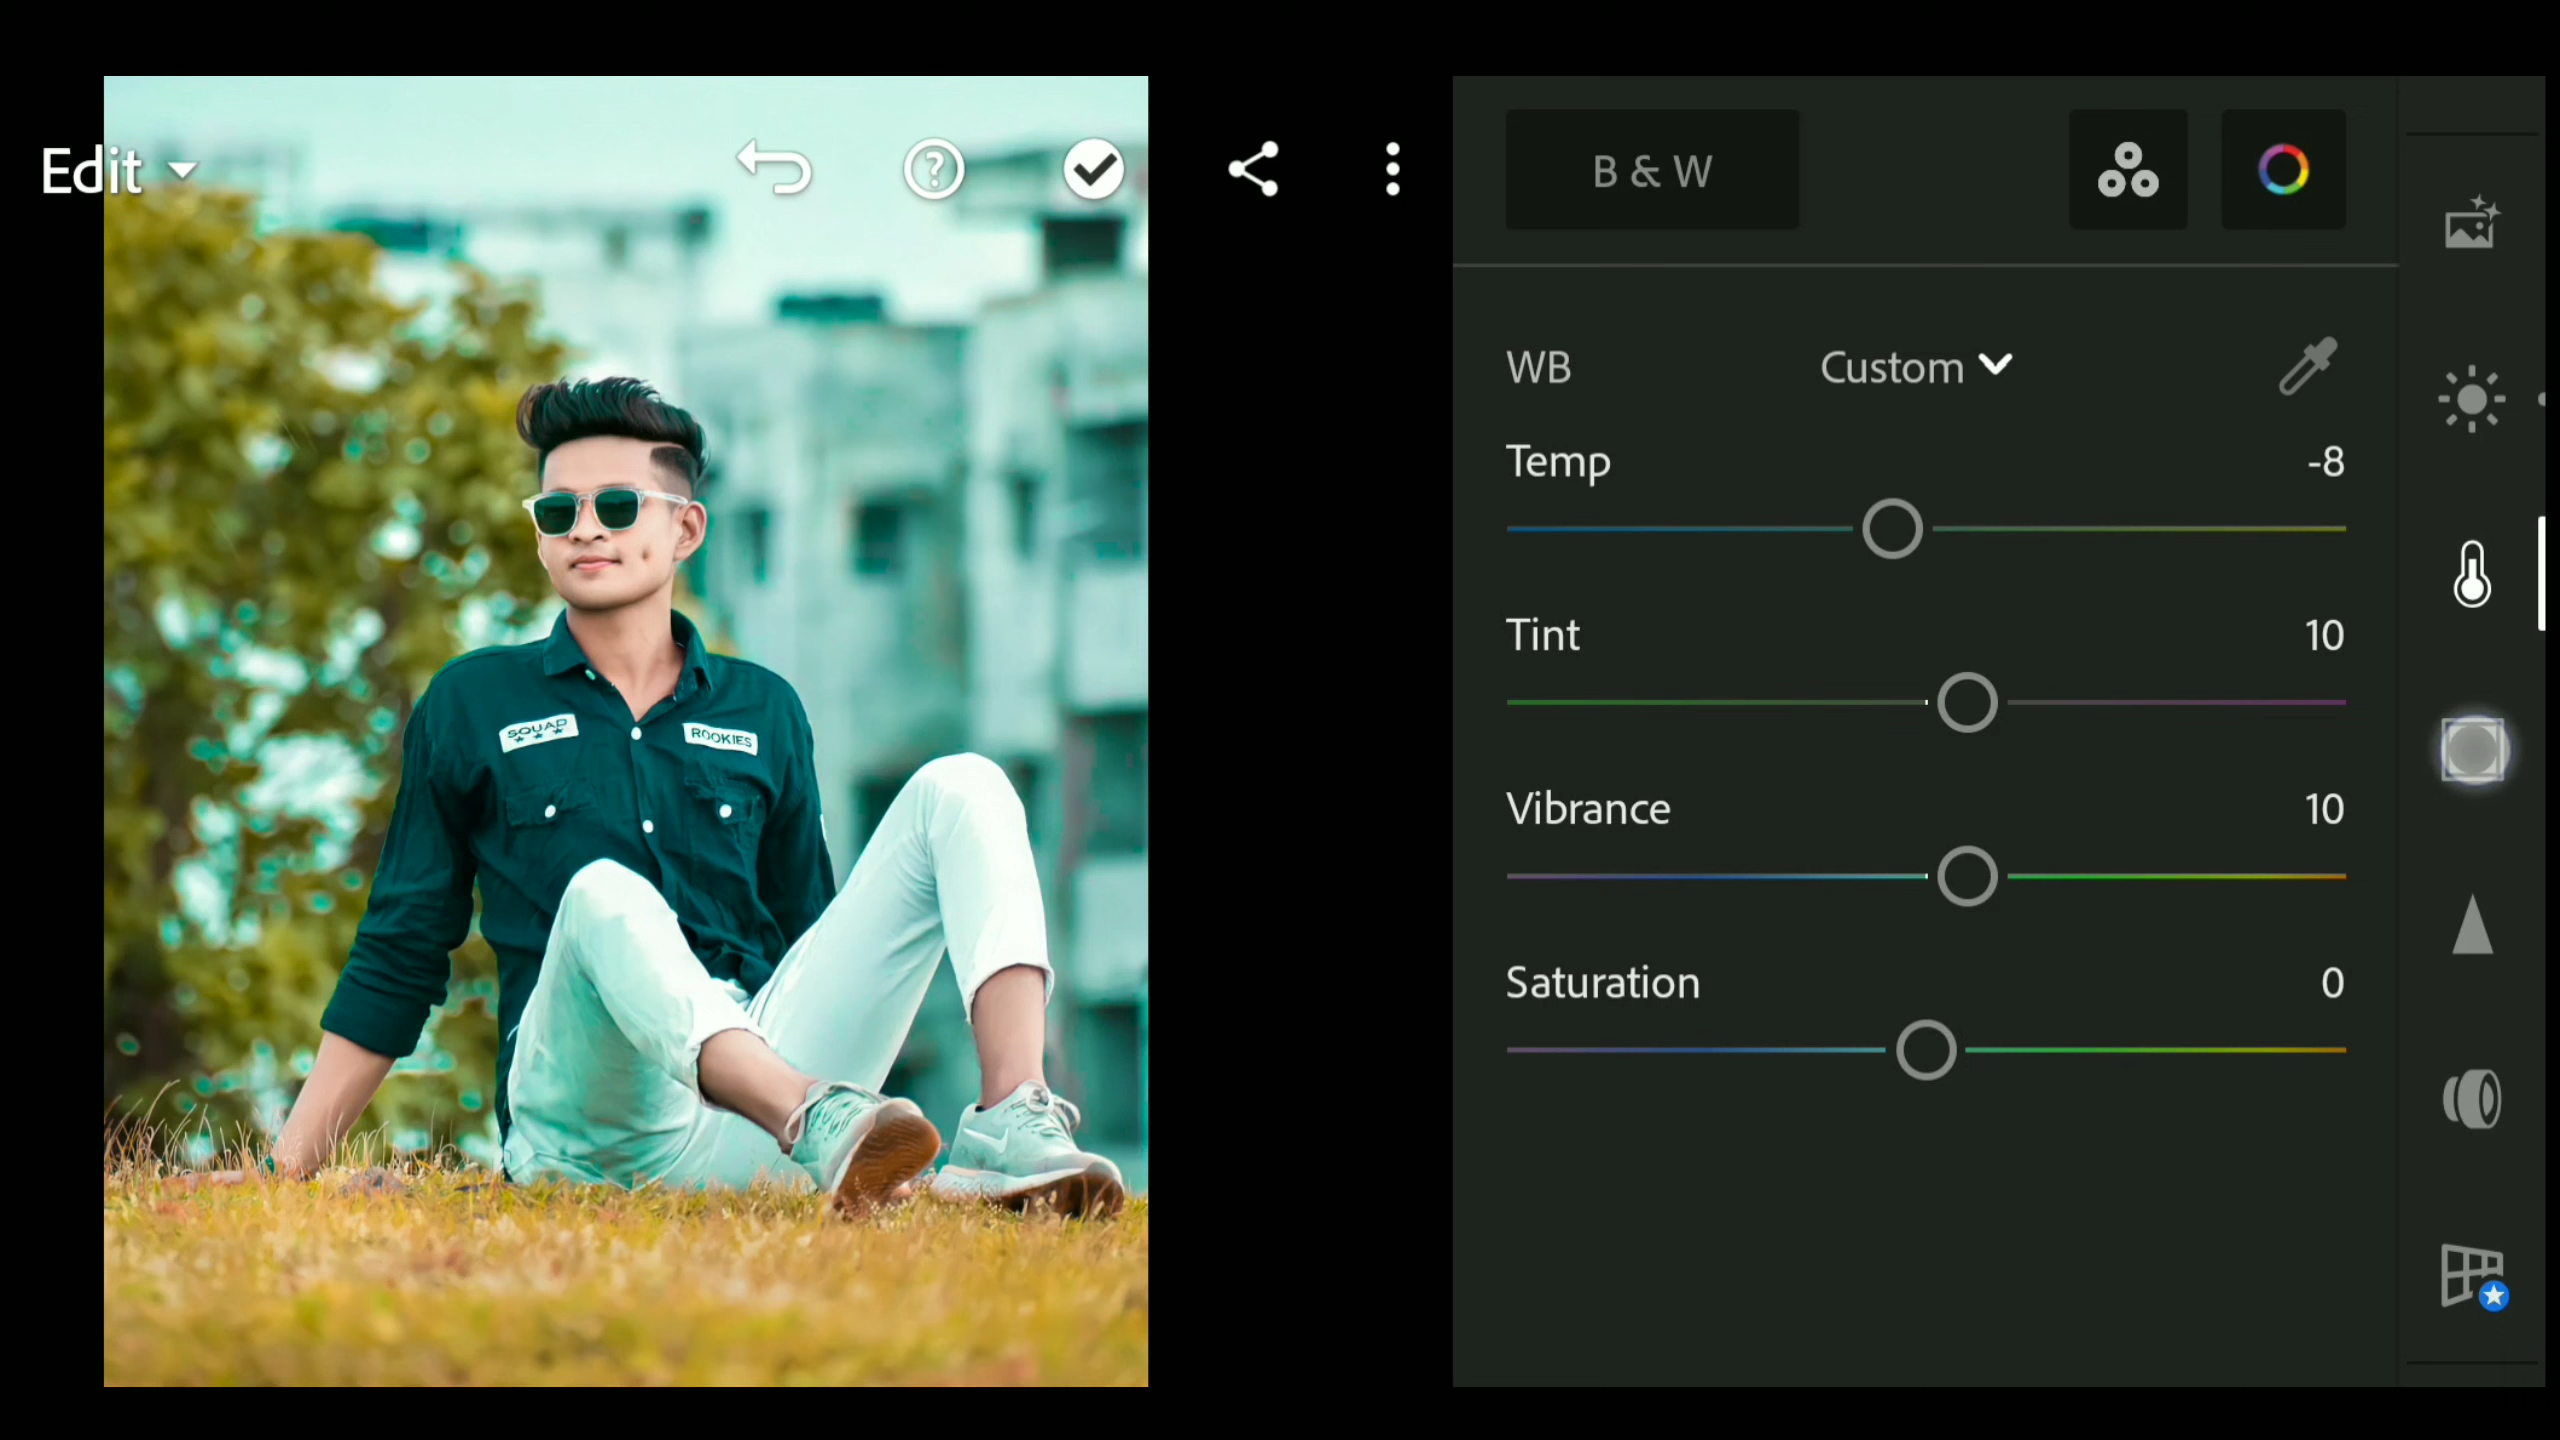 Edit
B & W
WB Custom
Temp -8
Tint 10
Vibrance 10
Saturation 0
SQUAD
ROOKIES